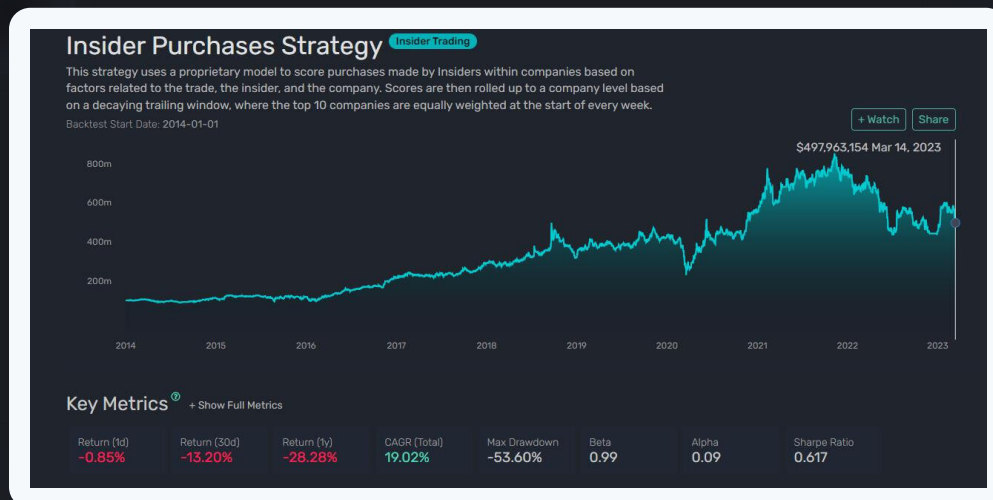 Insider Purchases Strategy Insider Trading
This strategy uses a proprietary model to score purchases made by Insiders within companies based on
factors related to the trade, the insider, and the company. Scores are then rolled up to a company level based
on a decaying trailing window, where the top 10 companies are equally weighted at the start of every week.
Backtest Start Date: 2014-01-01
+ Watch Share
$497,963,154 Mar 14, 2023
800m
600m
400m
200m
2014 2015 2016 2017 2018 2019 2020 2021 2022 2023
Key Metrics ? + Show Full Metrics
Return (1d) Return (30d) Return (1y) CAGR (Total) Max Drawdown Beta Alpha Sharpe Ratio
-0.85% -13.20% -28.28% 19.02% -53.60% 0.99 0.09 0.617